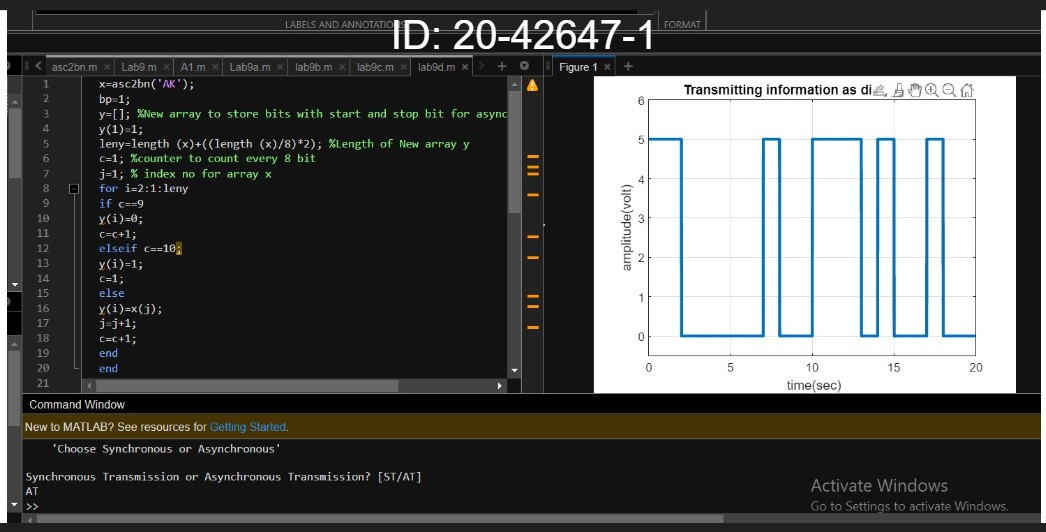 LABELS AND ANNOTATIONS
FORMAT
ID: 20-42647-1
asc2bn.m × Lab9.m × A1.m × Lab9a.m × lab9b.m × lab9c.m × lab9d.m × +
Figure 1 × +
1 x=asc2bn('AK');
2 bp=1;
3 y=[]; %New array to store bits with start and stop bit for async
4 y(1)=1;
5 leny=length (x)+((length (x)/8)*2); %Length of New array y
6 c=1; %counter to count every 8 bit
7 j=1; % index no for array x
8 for i=2:1:leny
9 if c==9
10 y(i)=0;
11 c=c+1;
12 elseif c==10;
13 y(i)=1;
14 c=1;
15 else
16 y(i)=x(j);
17 j=j+1;
18 c=c+1;
19 end
20 end
21
Transmitting information as di
6
5
4
3
2
1
0
amplitude(volt)
0 5 10 15 20
time(sec)
Command Window
New to MATLAB? See resources for Getting Started.
'Choose Synchronous or Asynchronous'
Synchronous Transmission or Asynchronous Transmission? [ST/AT]
AT
>>
Activate Windows
Go to Settings to activate Windows.